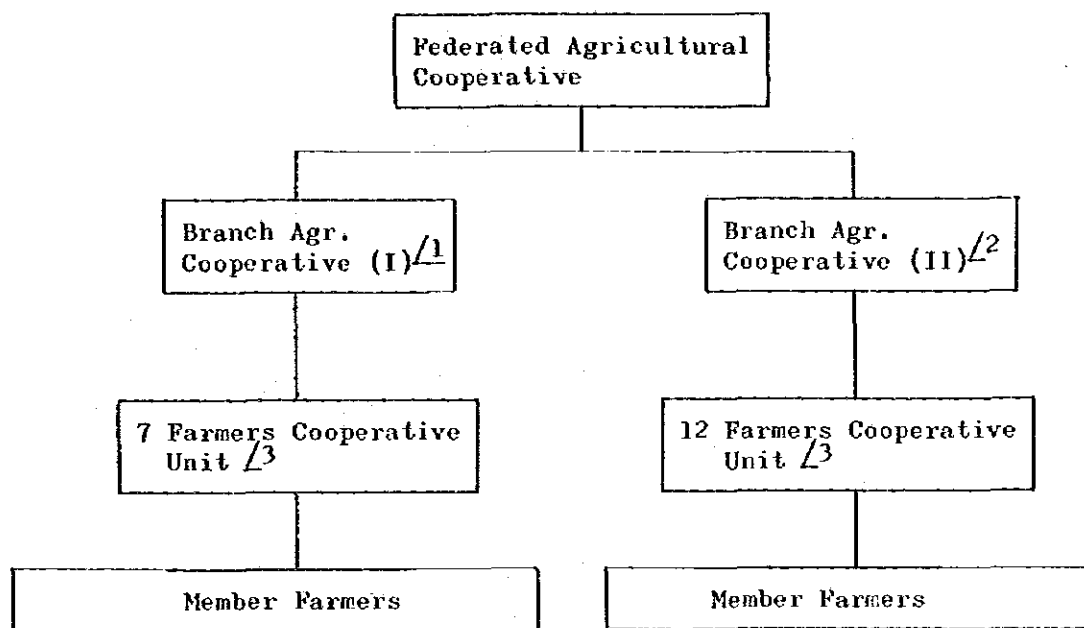 Federated Agricultural
Cooperative
Branch Agr.
Cooperative (I) /1
Branch Agr.
Cooperative (II) /2
7 Farmers Cooperative
Unit /3
12 Farmers Cooperative
Unit /3
Member Farmers
Member Farmers